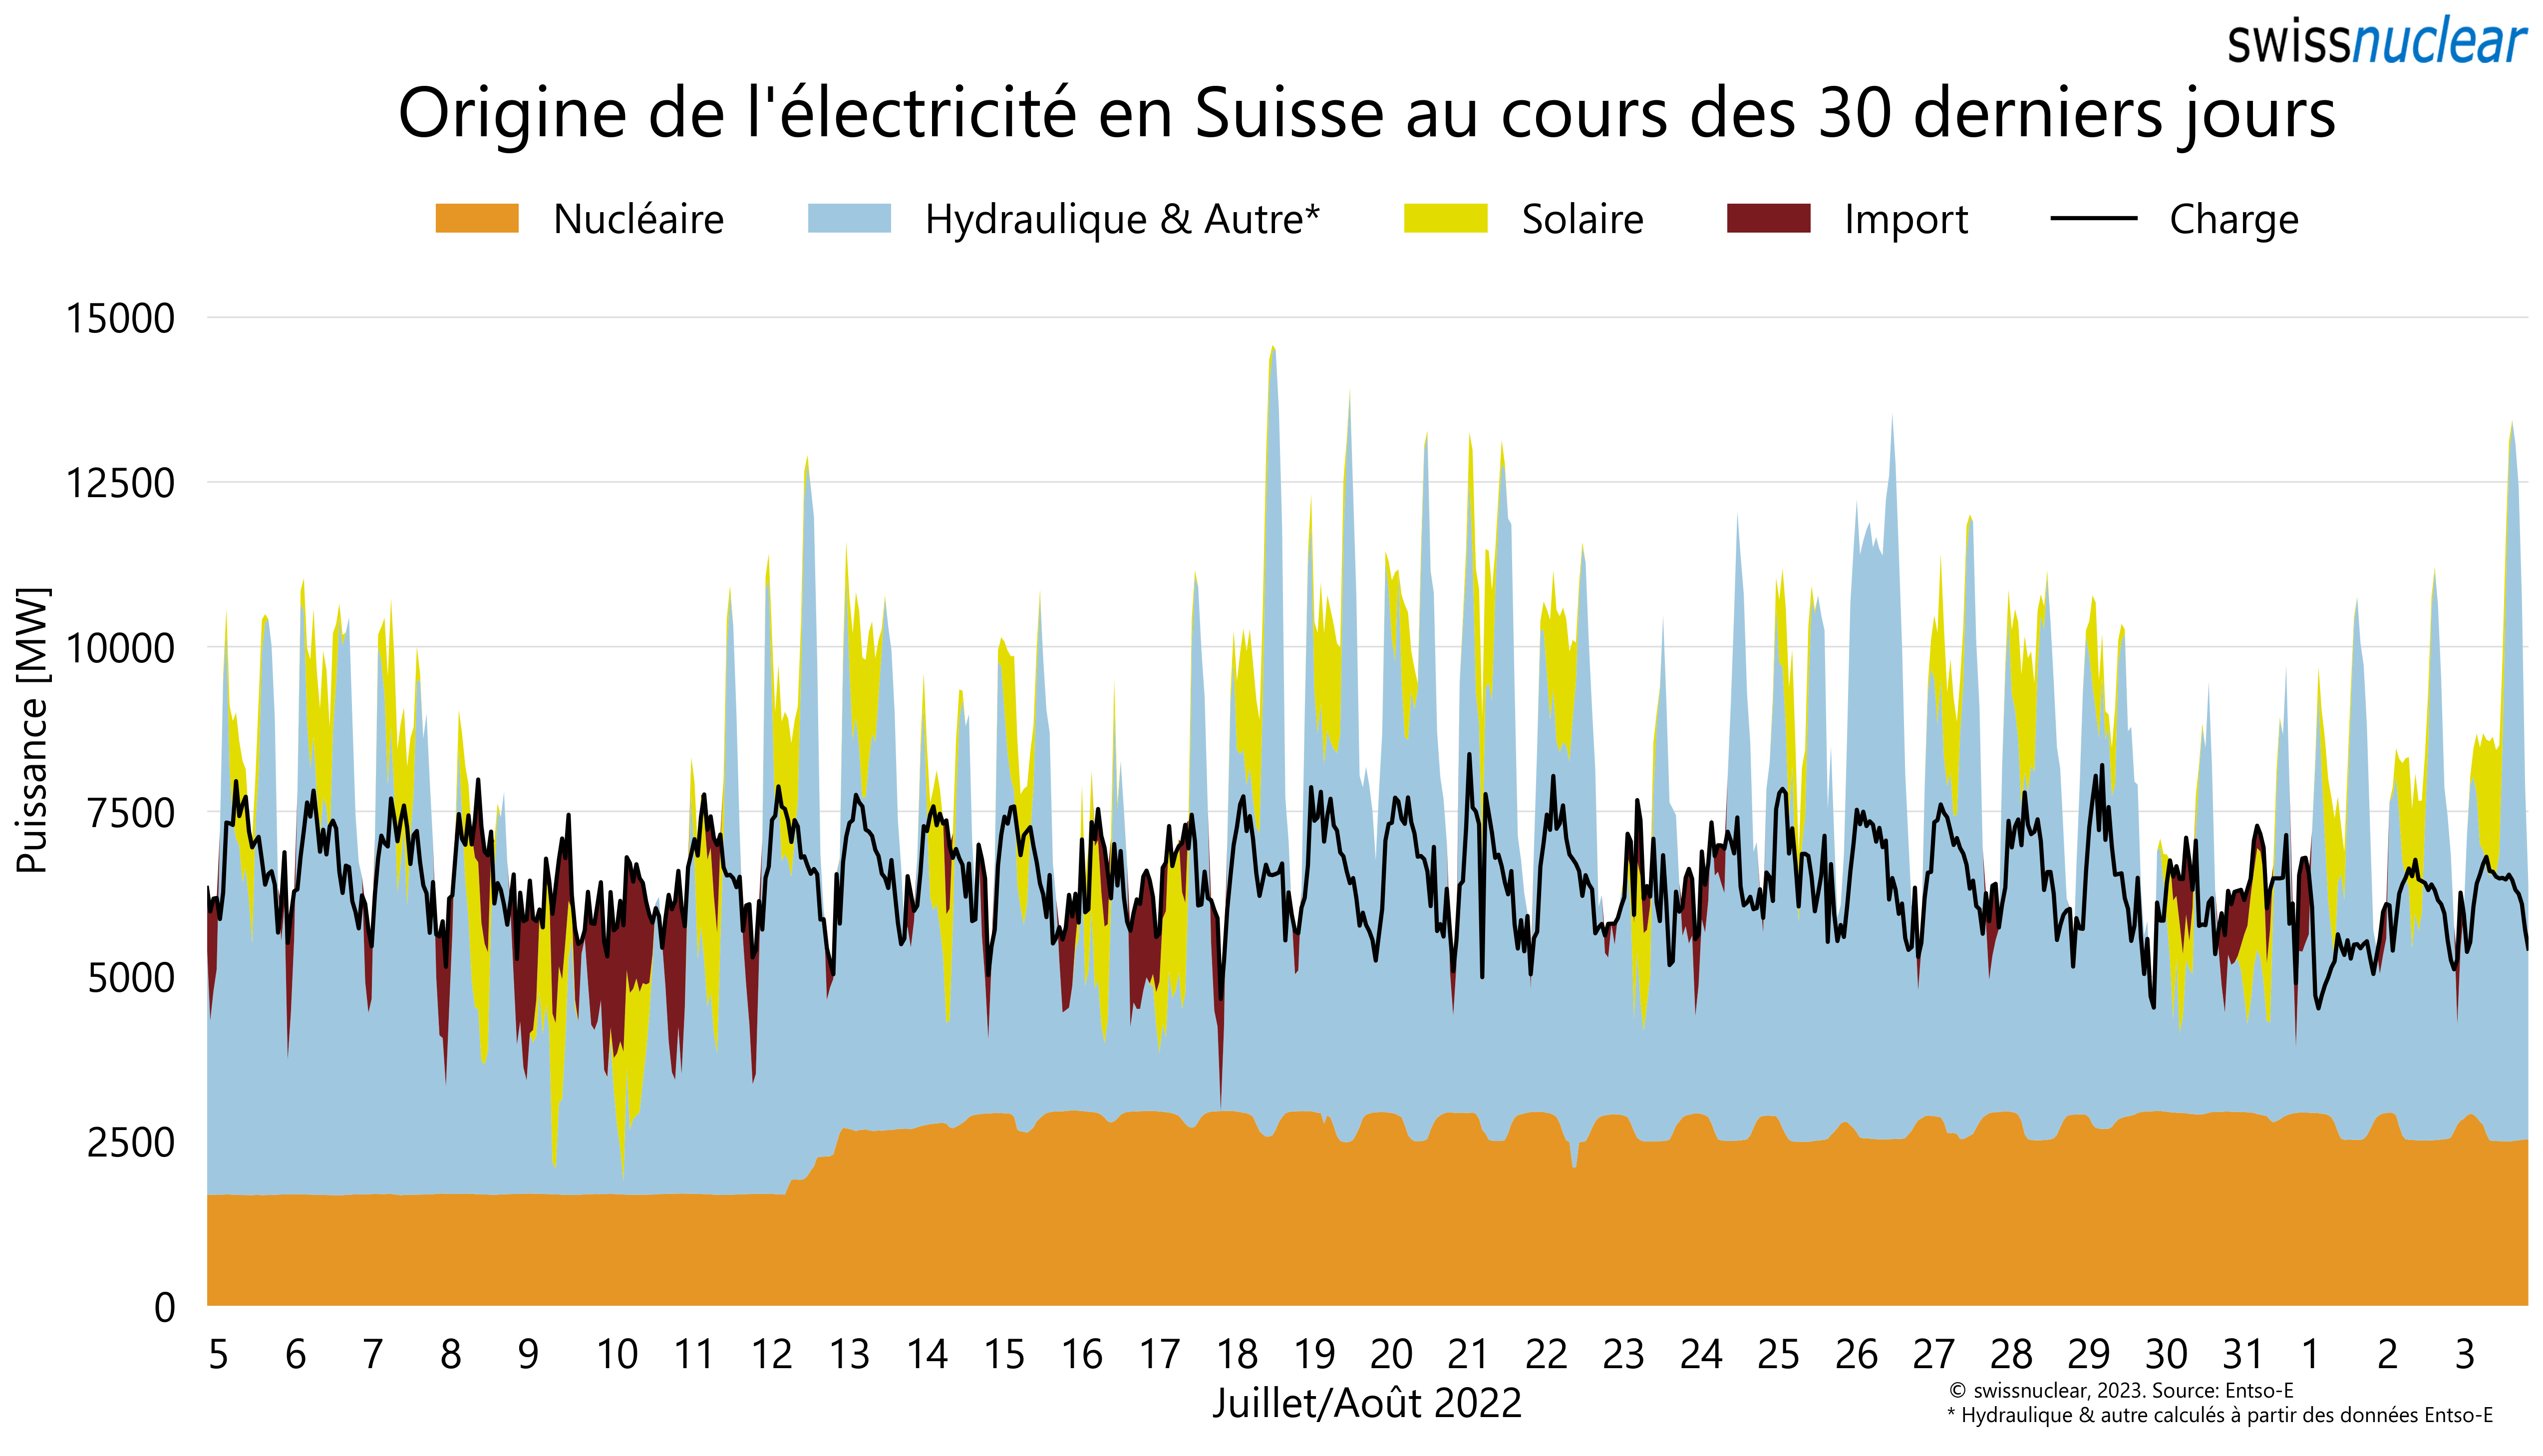 swissnuclear
Origine de l'électricité en Suisse au cours des 30 derniers jours
Nucléaire Hydraulique & Autre* Solaire Import Charge
Puissance [MW]
15000
12500
10000
7500
5000
2500
0
5 6 7 8 9 10 11 12 13 14 15 16 17 18 19 20 21 22 23 24 25 26 27 28 29 30 31 1 2 3
Juillet/Août 2022
© swissnuclear, 2023. Source: Entso-E
* Hydraulique & autre calculés à partir des données Entso-E